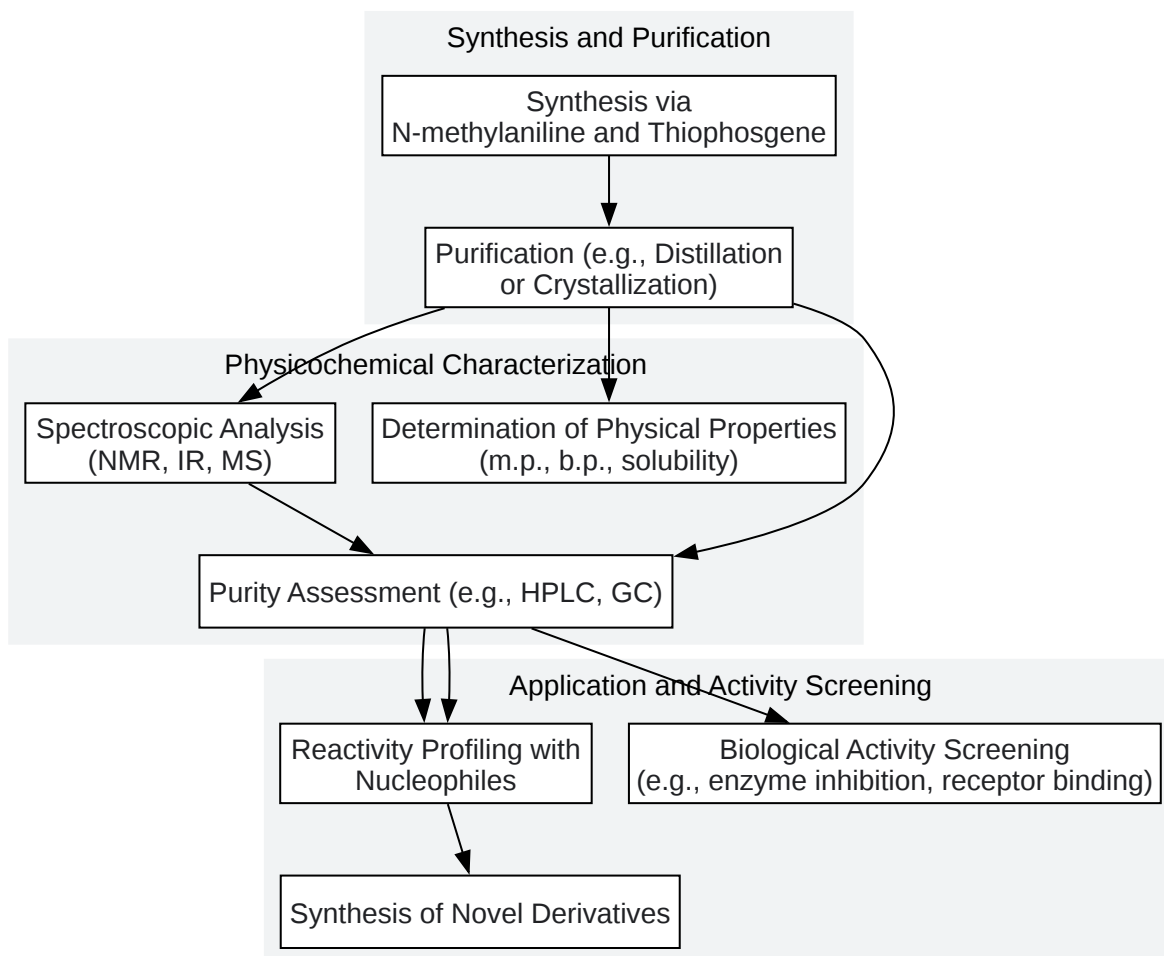 Synthesis and Purification
Synthesis via
N-methylaniline and Thiophosgene
Purification (e.g., Distillation
or Crystallization)
Physicochemical Characterization
Spectroscopic Analysis
(NMR, IR, MS)
Determination of Physical Properties
(m.p., b.p., solubility)
Purity Assessment (e.g., HPLC, GC)
Application and Activity Screening
Reactivity Profiling with
Nucleophiles
Biological Activity Screening
(e.g., enzyme inhibition, receptor binding)
Synthesis of Novel Derivatives